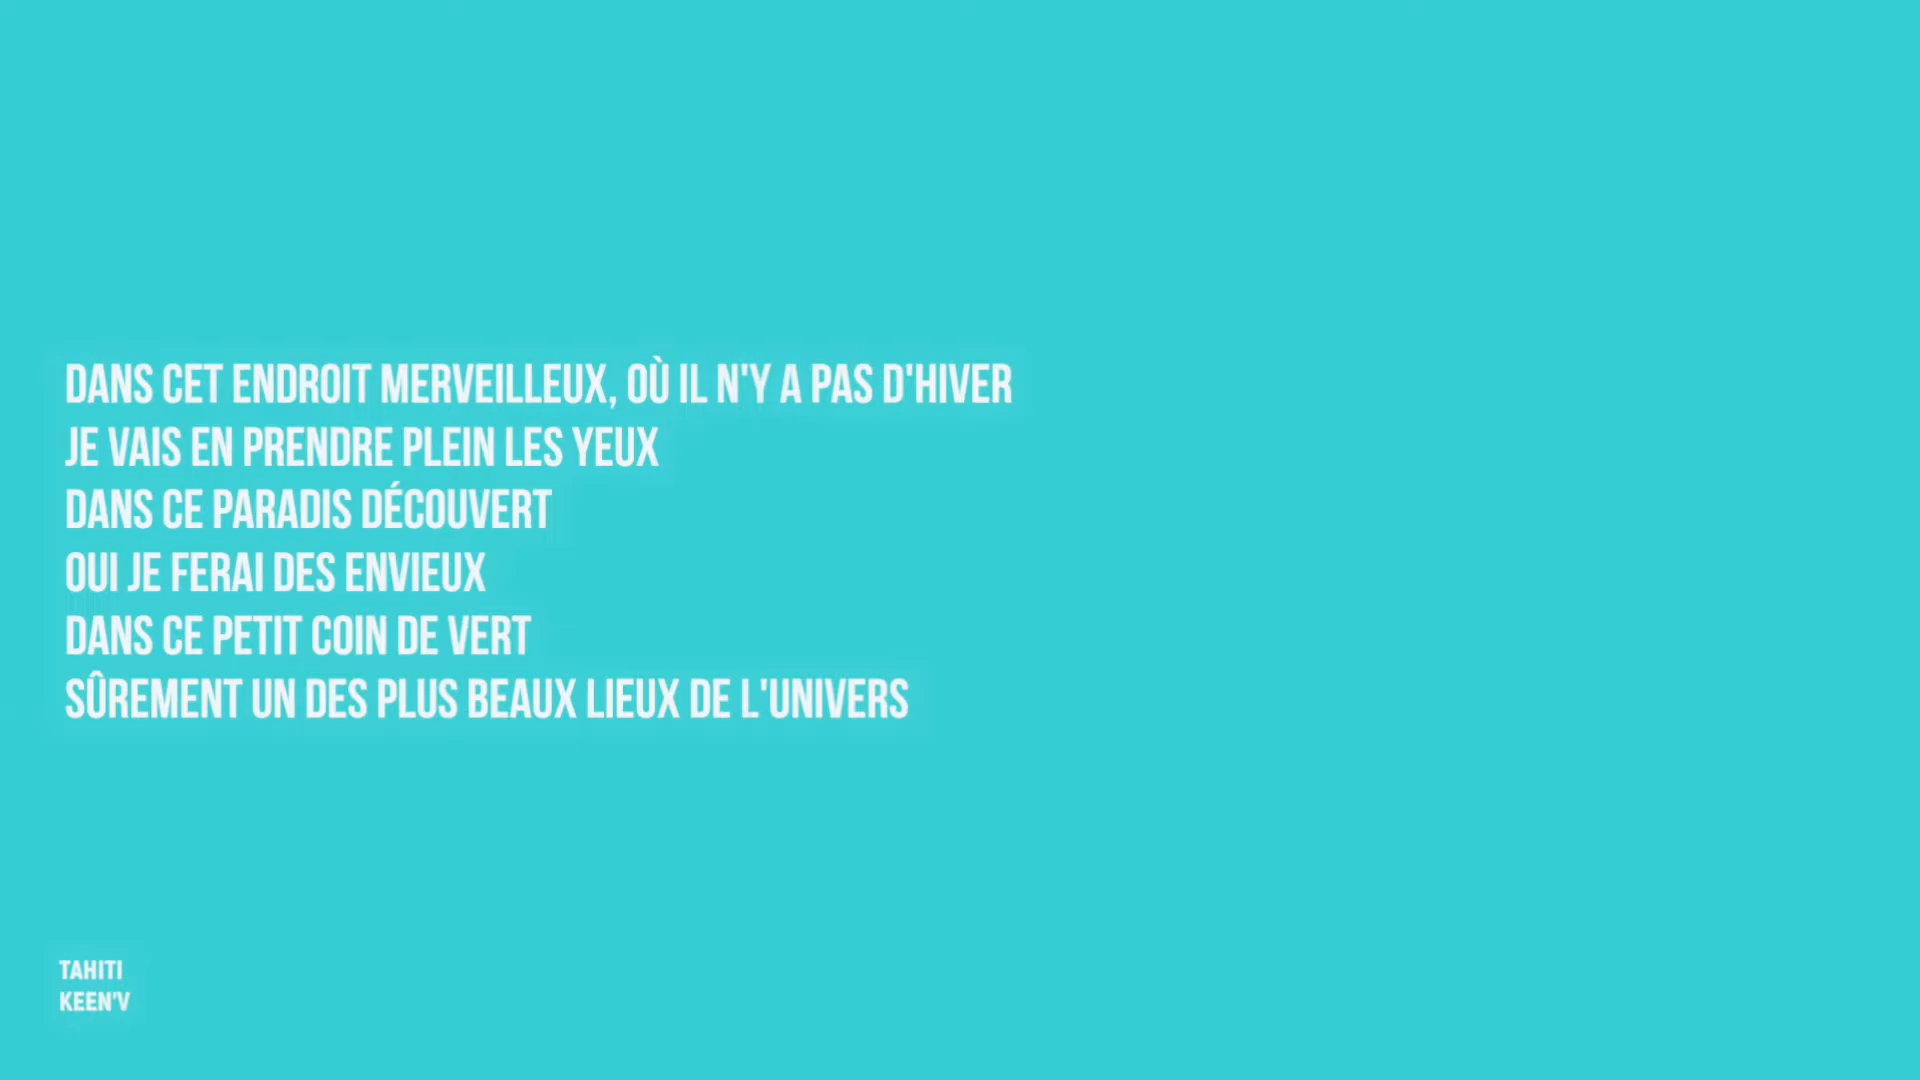 DANS CET ENDROIT MERVEILLEUX, OÙ IL N'Y A PAS D'HIVER
JE VAIS EN PRENDRE PLEIN LES YEUX
DANS CE PARADIS DÉCOUVERT
OUI JE FERAI DES ENVIEUX
DANS CE PETIT COIN DE VERT
SÛREMENT UN DES PLUS BEAUX LIEUX DE L'UNIVERS
TAHITI
KEEN'V